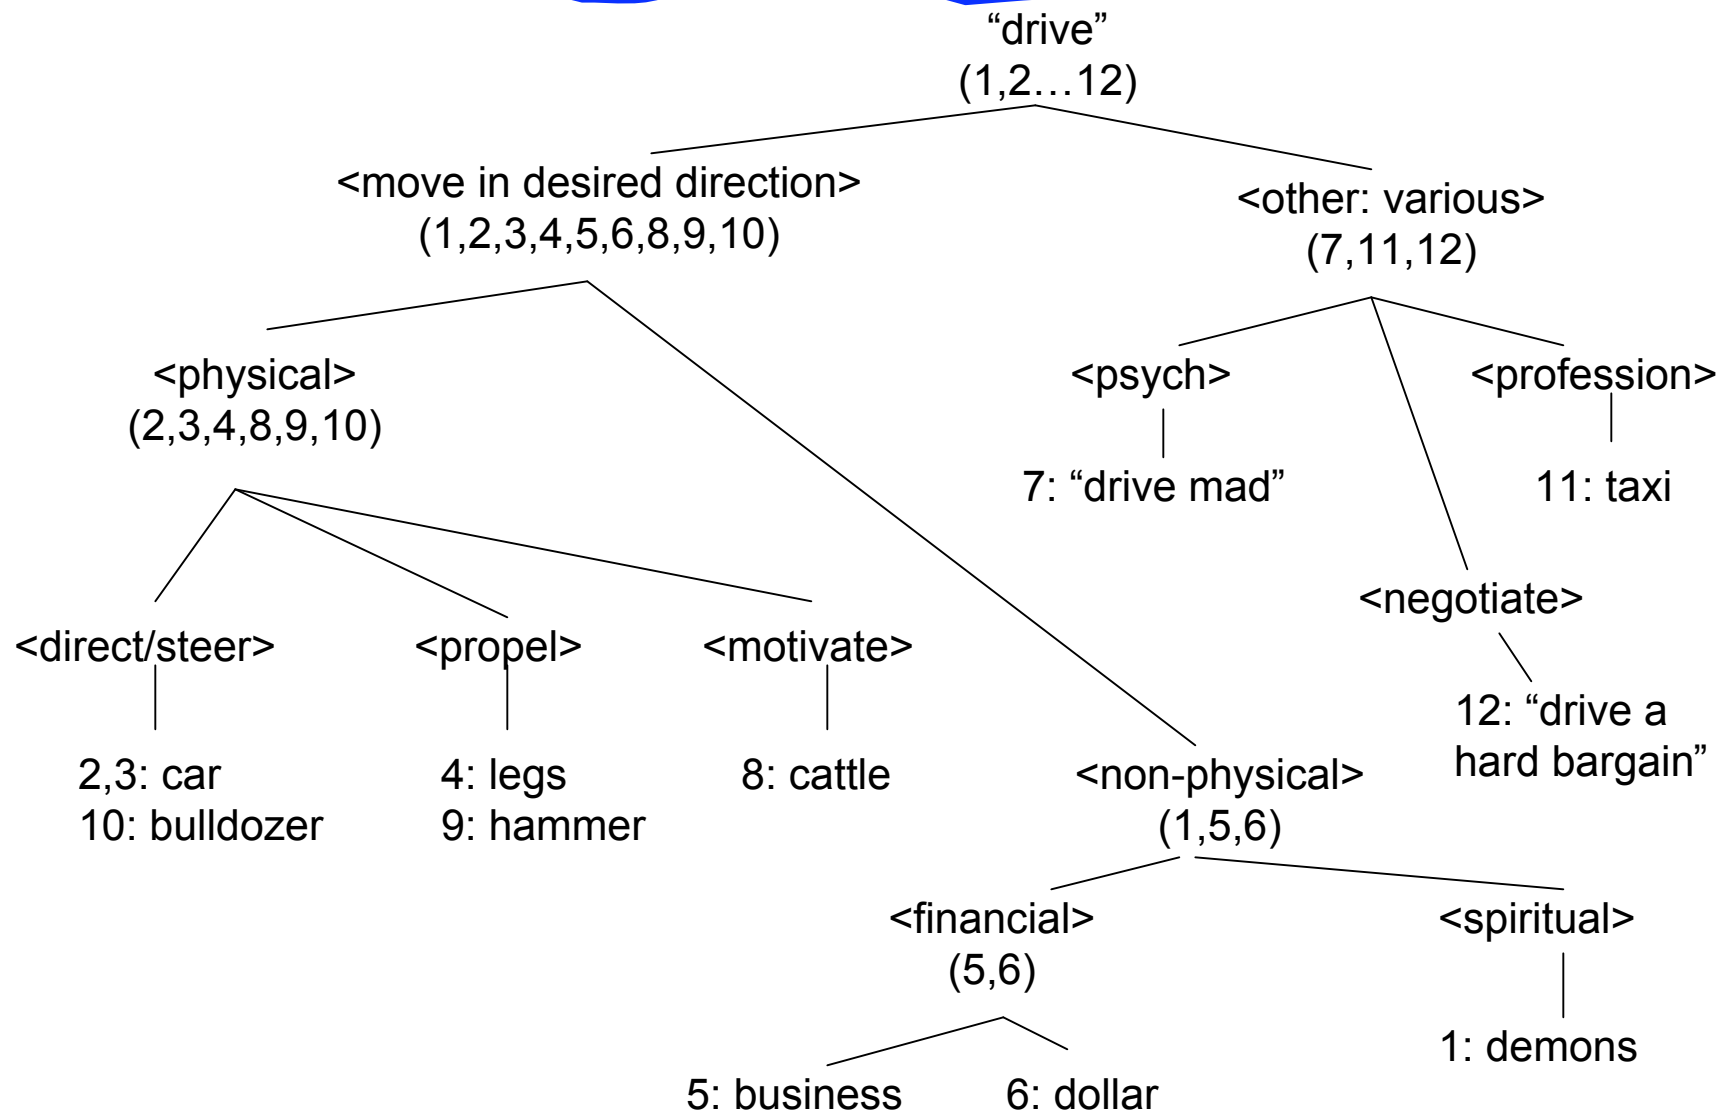 “drive”
(1,2…12)
<move in desired direction>
(1,2,3,4,5,6,8,9,10)
<other: various>
(7,11,12)
<physical>
(2,3,4,8,9,10)
<psych>
<profession>
7: “drive mad”
11: taxi
<negotiate>
12: “drive a
hard bargain”
<direct/steer>
<propel>
<motivate>
2,3: car
10: bulldozer
4: legs
9: hammer
8: cattle
<non-physical>
(1,5,6)
<financial>
(5,6)
<spiritual>
1: demons
5: business
6: dollar